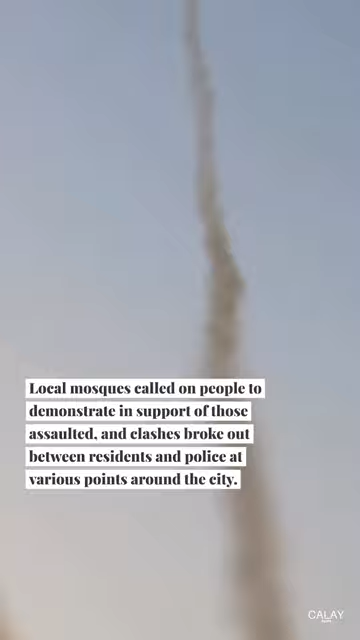 Local mosques called on people to
demonstrate in support of those
assaulted, and clashes broke out
between residents and police at
various points around the city.
CALAY